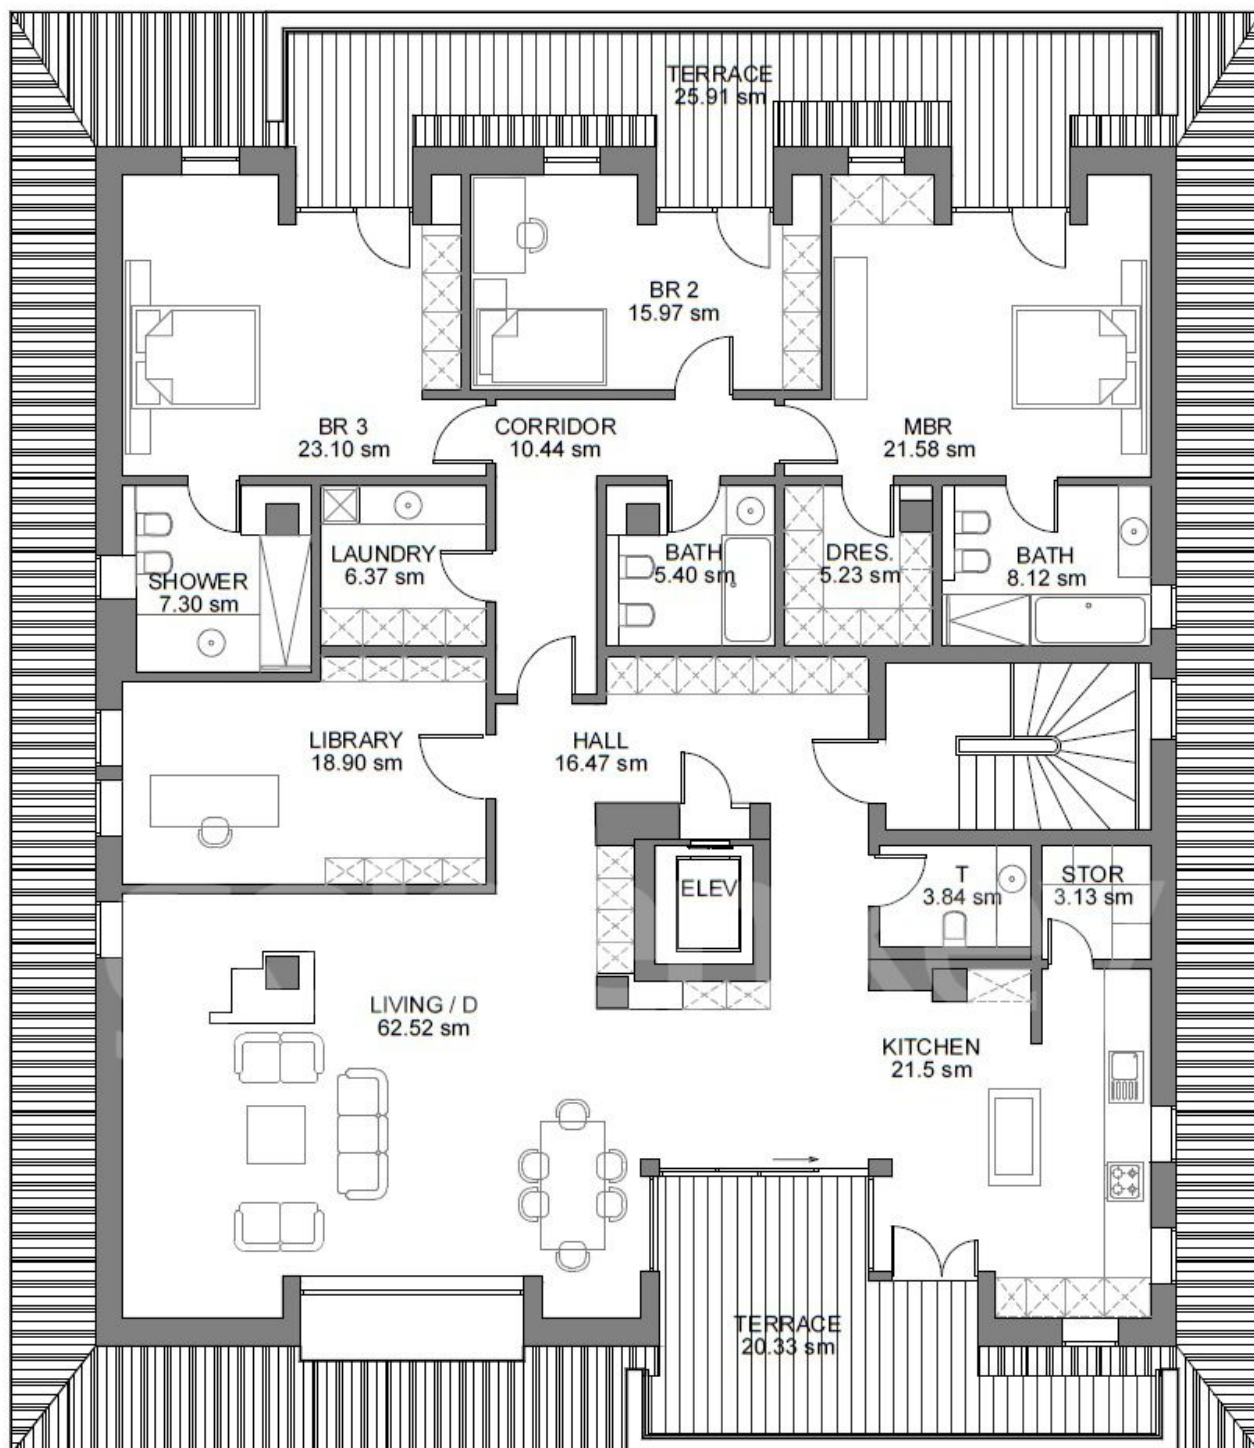 TERRACE
25.91 sm
BR 2
15.97 sm
BR 3
23.10 sm
CORRIDOR
10.44 sm
MBR
21.58 sm
SHOWER
7.30 sm
LAUNDRY
6.37 sm
BATH
5.40 sm
DRES.
5.23 sm
BATH
8.12 sm
LIBRARY
18.90 sm
HALL
16.47 sm
ELEV
T
3.84 sm
STOR
3.13 sm
LIVING / D
62.52 sm
KITCHEN
21.5 sm
TERRACE
20.33 sm